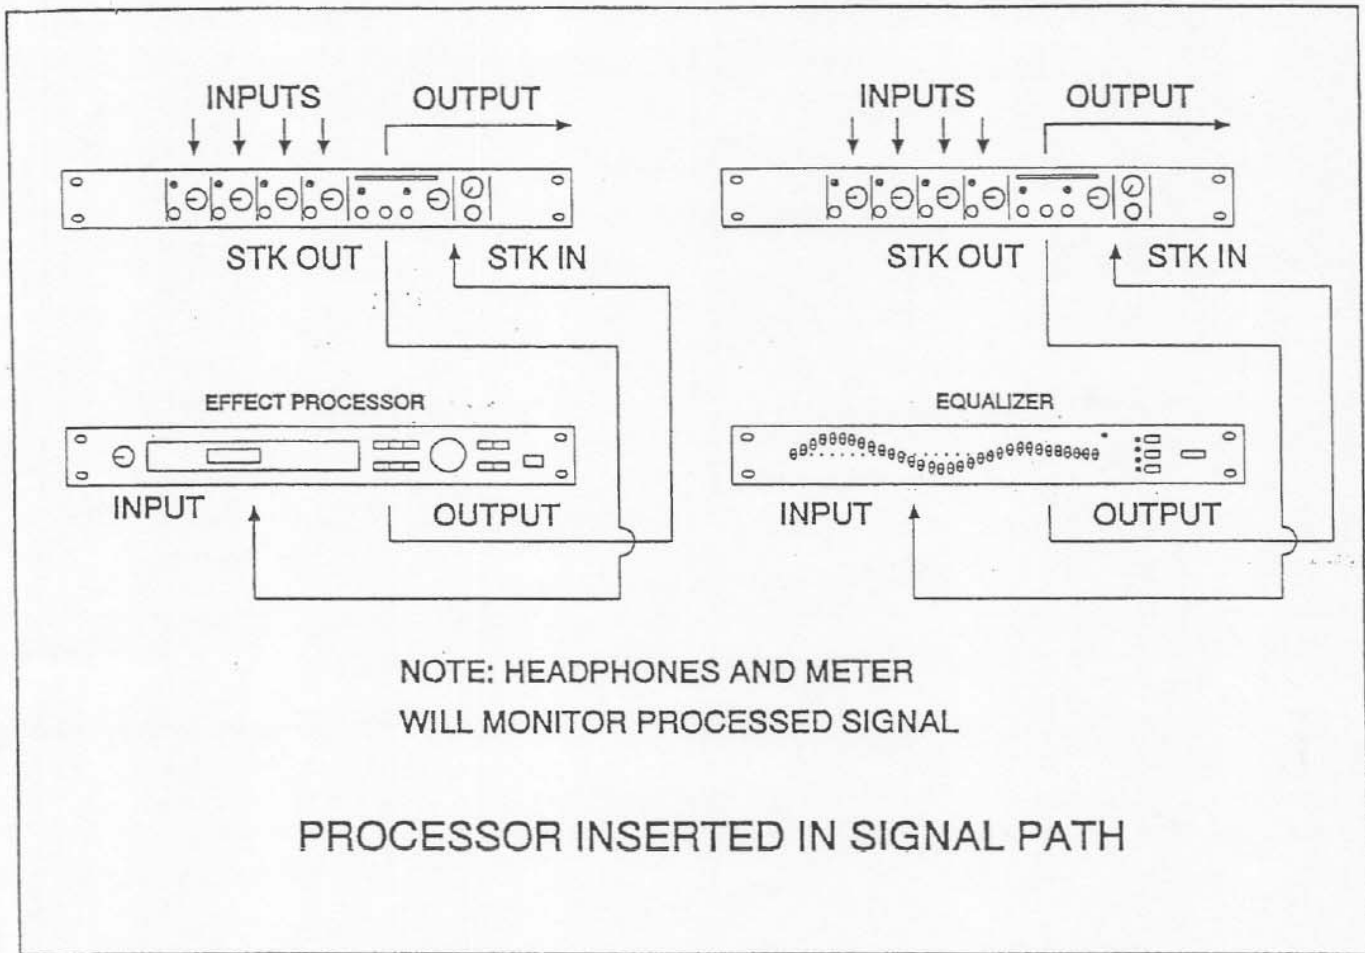 INPUTS OUTPUT
STK OUT STK IN
EFFECT PROCESSOR
INPUT OUTPUT
INPUTS OUTPUT
STK OUT STK IN
EQUALIZER
INPUT OUTPUT
NOTE: HEADPHONES AND METER
WILL MONITOR PROCESSED SIGNAL
PROCESSOR INSERTED IN SIGNAL PATH